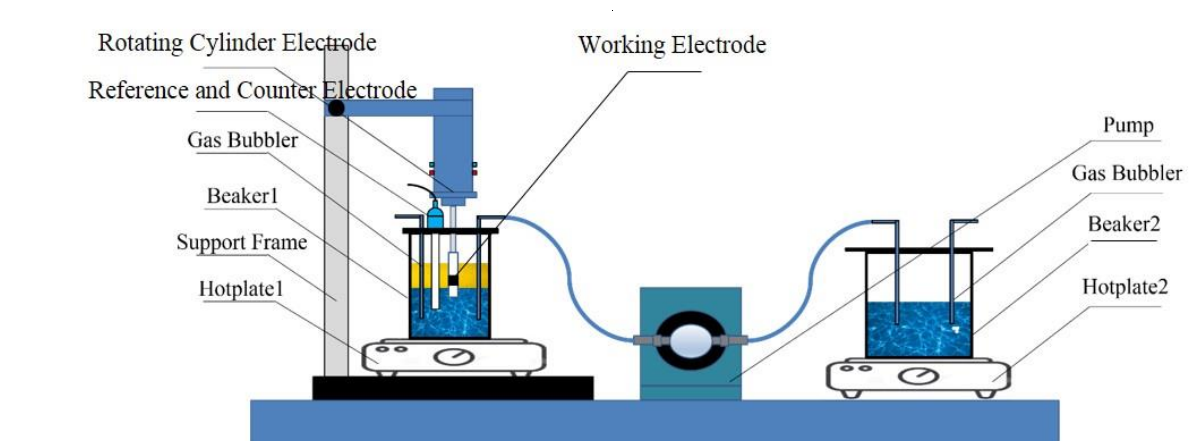 Rotating Cylinder Electrode
Working Electrode
Reference and Counter Electrode
Gas Bubbler
Beaker1
Support Frame
Hotplate1
Pump
Gas Bubbler
Beaker2
Hotplate2